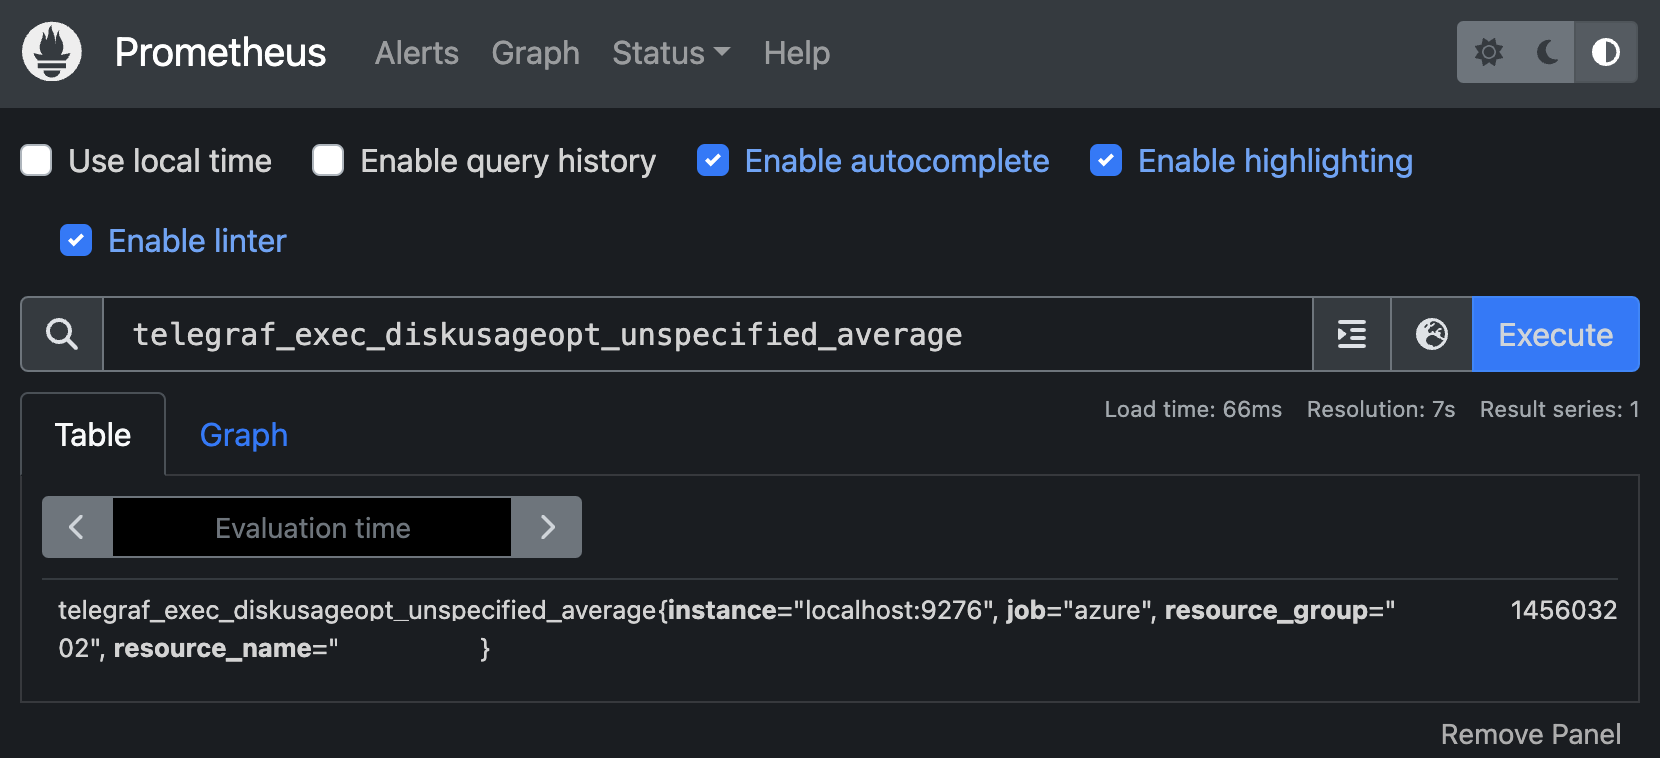 Prometheus Alerts Graph Status Help
Use local time Enable query history Enable autocomplete Enable highlighting
Enable linter
telegraf_exec_diskusageopt_unspecified_average Execute
Load time: 66ms Resolution: 7s Result series: 1
Table Graph
Evaluation time
telegraf_exec_diskusageopt_unspecified_average{instance="localhost:9276", job="azure", resource_group=" 1456032
02", resource_name=" }
Remove Panel